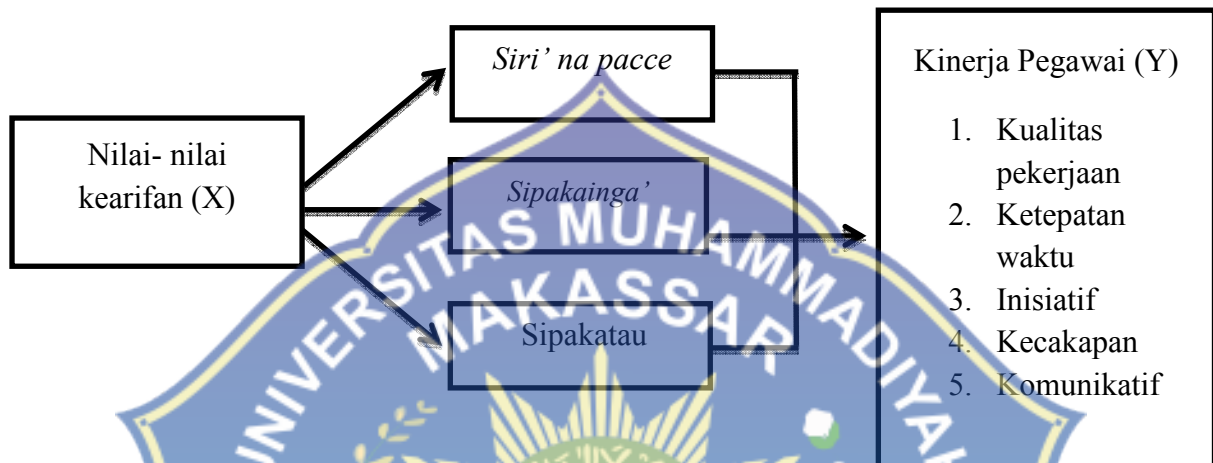 Nilai- nilai
kearifan (X)
Siri’ na pacce
Sipakainga’
Sipakatau
Kinerja Pegawai (Y)
1. Kualitas
pekerjaan
2. Ketepatan
waktu
3. Inisiatif
4. Kecakapan
5. Komunikatif
UNIVERSITAS MUHAMMADIYAH
MAKASSAR